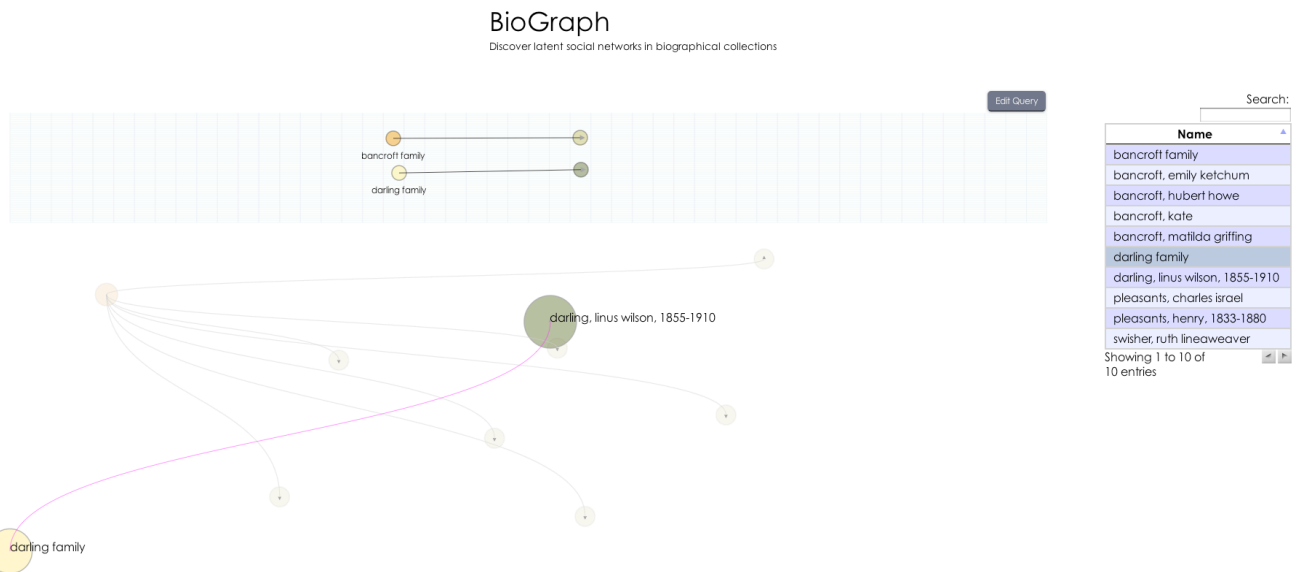 BioGraph
Discover latent social networks in biographical collections
Edit Query
Search:
bancroft family
darling family
Name
bancroft family
bancroft, emily ketchum
bancroft, hubert howe
bancroft, kate
bancroft, matilda griffing
darling family
darling, linus wilson, 1855-1910
pleasants, charles israel
pleasants, henry, 1833-1880
swisher, ruth lineaweaver
Showing 1 to 10 of
10 entries
darling, linus wilson, 1855-1910
darling family